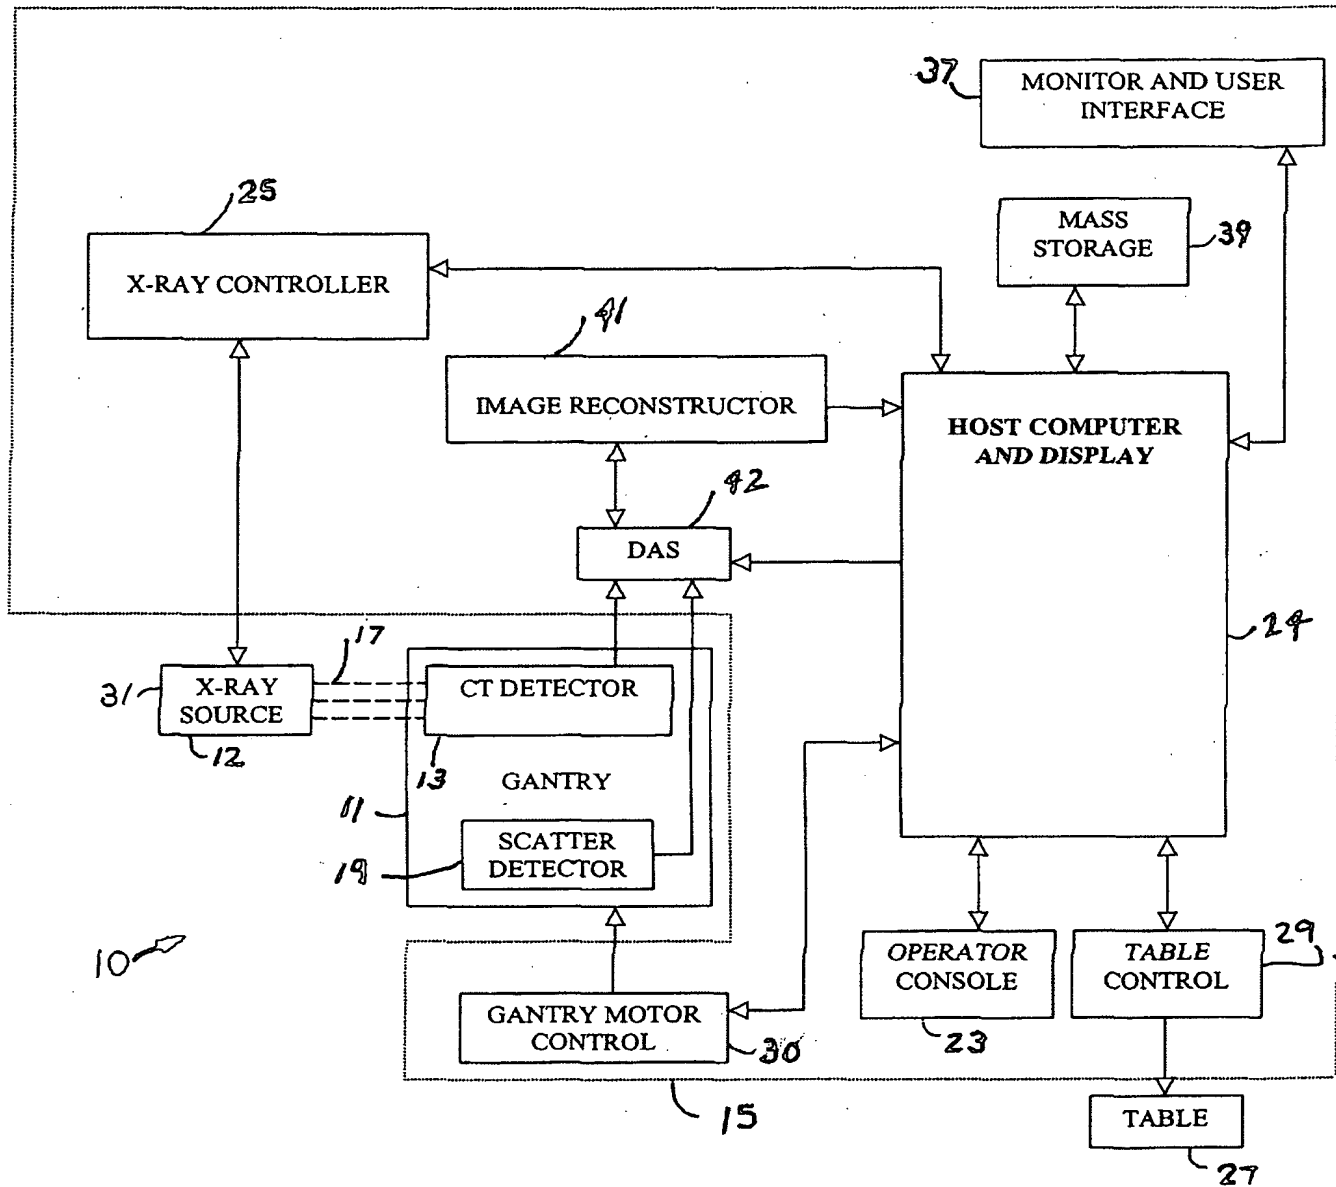 37
MONITOR AND USER
INTERFACE
25
MASS
STORAGE
39
X-RAY CONTROLLER
41
IMAGE RECONSTRUCTOR
HOST COMPUTER
AND DISPLAY
42
DAS
24
17
31
X-RAY
SOURCE
12
CT DETECTOR
13
GANTRY
11
SCATTER
DETECTOR
19
10
OPERATOR
CONSOLE
23
TABLE
CONTROL
29
GANTRY MOTOR
CONTROL
30
15
TABLE
27